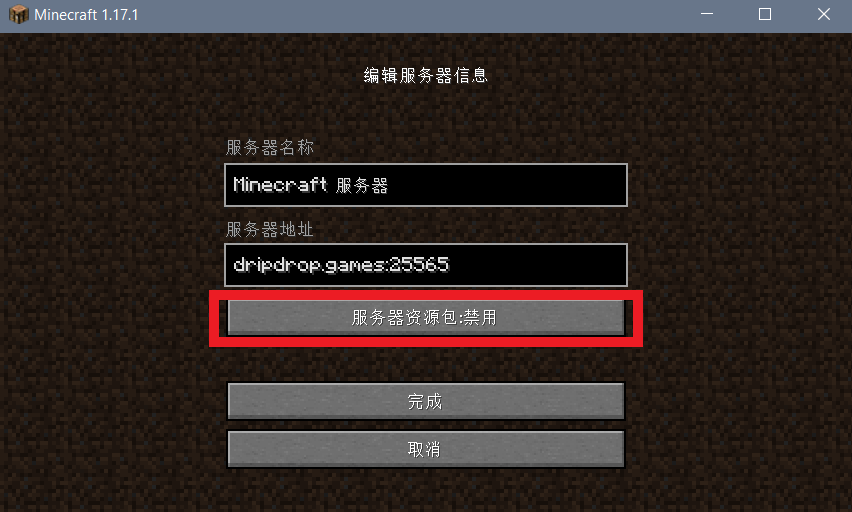 Minecraft 1.17.1
编辑服务器信息
服务器名称
Minecraft 服务器
服务器地址
dripdrop.games:25565
服务器资源包:禁用
完成
取消